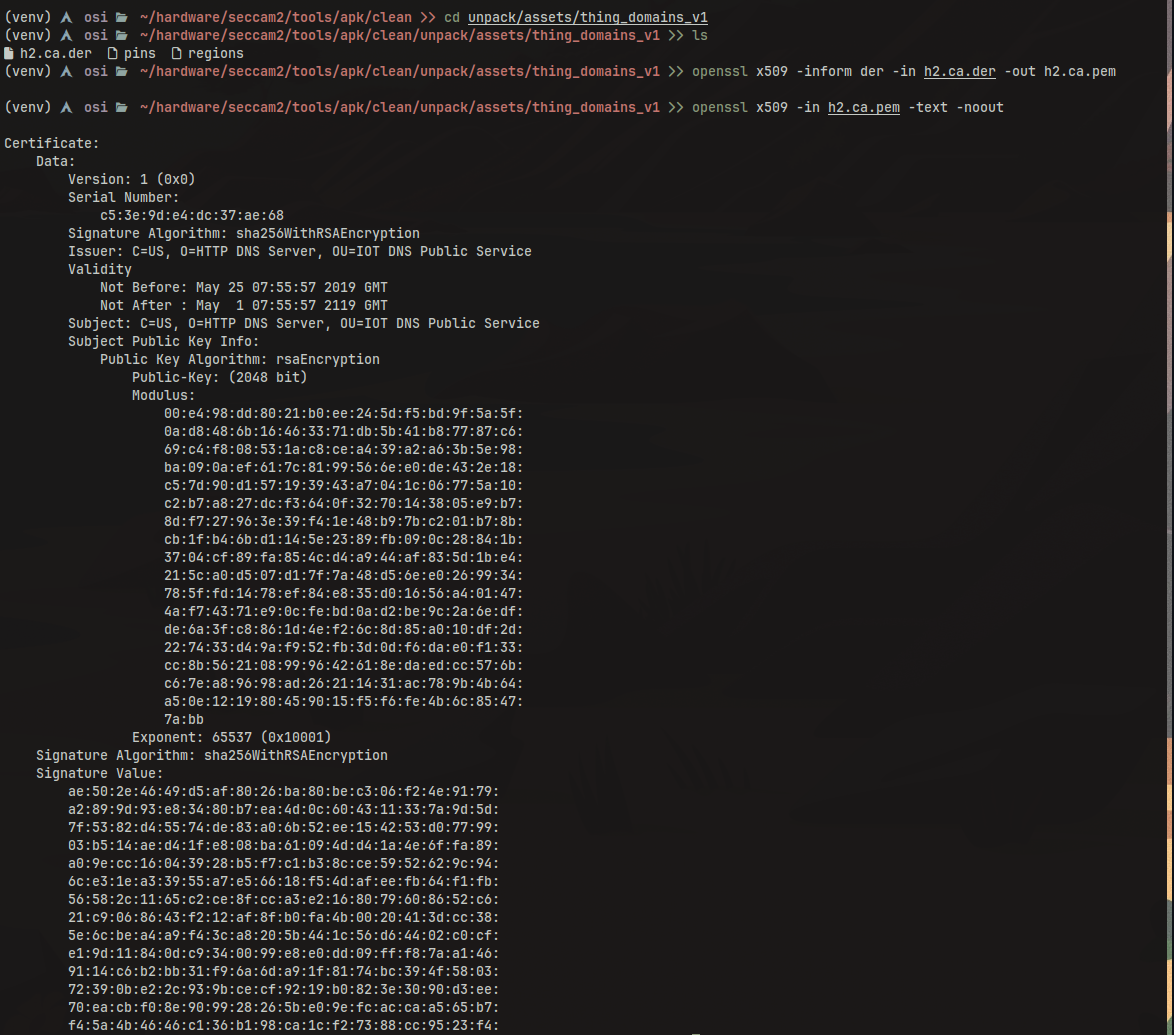 (venv) osi ~/hardware/seccam2/tools/apk/clean >> cd unpack/assets/thing_domains_v1
(venv) osi ~/hardware/seccam2/tools/apk/clean/unpack/assets/thing_domains_v1 >> ls
h2.ca.der pins regions
(venv) osi ~/hardware/seccam2/tools/apk/clean/unpack/assets/thing_domains_v1 >> openssl x509 -inform der -in h2.ca.der -out h2.ca.pem
(venv) osi ~/hardware/seccam2/tools/apk/clean/unpack/assets/thing_domains_v1 >> openssl x509 -in h2.ca.pem -text -noout
Certificate:
Data:
Version: 1 (0x0)
Serial Number:
c5:3e:9d:e4:dc:37:ae:68
Signature Algorithm: sha256WithRSAEncryption
Issuer: C=US, O=HTTP DNS Server, OU=IOT DNS Public Service
Validity
Not Before: May 25 07:55:57 2019 GMT
Not After : May  1 07:55:57 2119 GMT
Subject: C=US, O=HTTP DNS Server, OU=IOT DNS Public Service
Subject Public Key Info:
Public Key Algorithm: rsaEncryption
Public-Key: (2048 bit)
Modulus:
00:e4:98:dd:80:21:b0:ee:24:5d:f5:bd:9f:5a:5f:
0a:d8:48:6b:16:46:33:71:db:5b:41:b8:77:87:c6:
69:c4:f8:08:53:1a:c8:ce:a4:39:a2:a6:3b:5e:98:
ba:09:0a:ef:61:7c:81:99:56:6e:e0:de:43:2e:18:
c5:7d:90:d1:57:19:39:43:a7:04:1c:06:77:5a:10:
c2:b7:a8:27:dc:f3:64:0f:32:70:14:38:05:e9:b7:
8d:f7:27:96:3e:39:f4:1e:48:b9:7b:c2:01:b7:8b:
cb:1f:b4:6b:d1:14:5e:23:89:fb:09:0c:28:84:1b:
37:04:cf:89:fa:85:4c:d4:a9:44:af:83:5d:1b:e4:
21:5c:a0:d5:07:d1:7f:7a:48:d5:6e:e0:26:99:34:
78:5f:fd:14:78:ef:84:e8:35:d0:16:56:a4:01:47:
4a:f7:43:71:e9:0c:fe:bd:0a:d2:be:9c:2a:6e:df:
de:6a:3f:c8:86:1d:4e:f2:6c:8d:85:a0:10:df:2d:
22:74:33:d4:9a:f9:52:fb:3d:0d:f6:da:e0:f1:33:
cc:8b:56:21:08:99:96:42:61:8e:da:ed:cc:57:6b:
c6:7e:a8:96:98:ad:26:21:14:31:ac:78:9b:4b:64:
a5:0e:12:19:80:45:90:15:f5:f6:fe:4b:6c:85:47:
7a:bb
Exponent: 65537 (0x10001)
Signature Algorithm: sha256WithRSAEncryption
Signature Value:
ae:50:2e:46:49:d5:af:80:26:ba:80:be:c3:06:f2:4e:91:79:
a2:89:9d:93:e8:34:80:b7:ea:4d:0c:60:43:11:33:7a:9d:5d:
7f:53:82:d4:55:74:de:83:a0:6b:52:ee:15:42:53:d0:77:99:
03:b5:14:ae:d4:1f:e8:08:ba:61:09:4d:d4:1a:4e:6f:fa:89:
a0:9e:cc:16:04:39:28:b5:f7:c1:b3:8c:ce:59:52:62:9c:94:
6c:e3:1e:a3:39:55:a7:e5:66:18:f5:4d:af:ee:fb:64:f1:fb:
56:58:2c:11:65:c2:ce:8f:cc:a3:e2:16:80:79:60:86:52:c6:
21:c9:06:86:43:f2:12:af:8f:b0:fa:4b:00:20:41:3d:cc:38:
5e:6c:be:a4:a9:f4:3c:a8:20:5b:44:1c:56:d6:44:02:c0:cf:
e1:9d:11:84:0d:c9:34:00:99:e8:e0:dd:09:ff:f8:7a:a1:46:
91:14:c6:b2:bb:31:f9:6a:6d:a9:1f:81:74:bc:39:4f:58:03:
72:39:0b:e2:2c:93:9b:ce:cf:92:19:b0:82:3e:30:90:d3:ee:
70:ea:cb:f0:8e:90:99:28:26:5b:e0:9e:fc:ac:ca:a5:65:b7:
f4:5a:4b:46:46:c1:36:b1:98:ca:1c:f2:73:88:cc:95:23:f4: